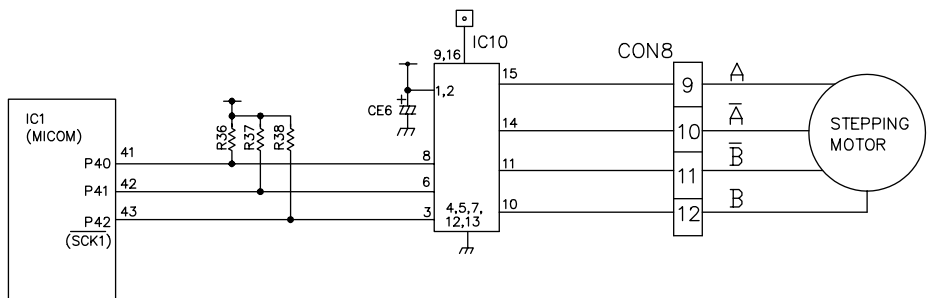 IC10
9,16
CON8
15
9
A
1,2
CE6
+
IC1
(MICOM)
R36
R37
R38
14
10
A̅
STEPPING
MOTOR
41
P40
8
11
11
B̅
42
P41
6
43
P42
3
4,5,7,
12,13
10
12
B
(S̅C̅K̅1̅)